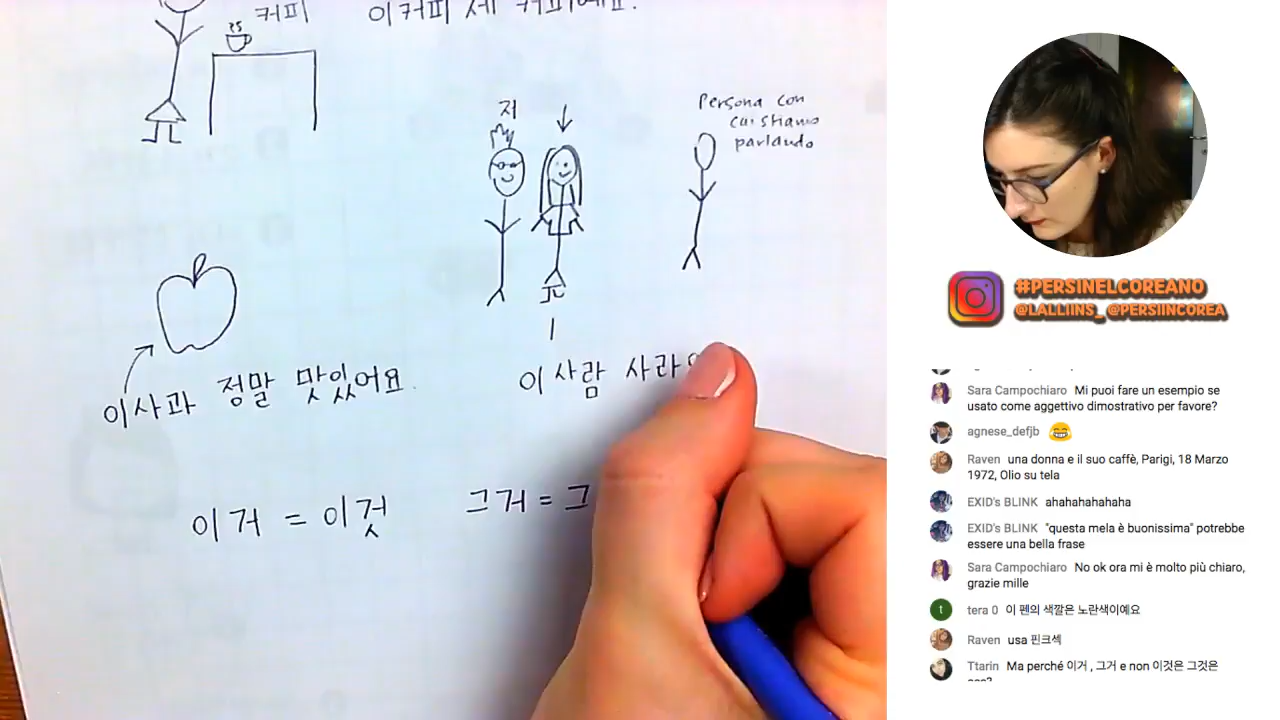 커피
이커피 제 커피예요.
저
Persona con
cui stiamo
parlando
이사과 정말 맛있어요.
이사람 사라
이거 = 이것
그거 = 그
#PERSINELCOREANO
@LALLIINS_ @PERSIINCOREA
Sara Campochiaro Mi puoi fare un esempio se
usato come aggettivo dimostrativo per favore?
agnese_defjb 😂
Raven una donna e il suo caffè, Parigi, 18 Marzo
1972, Olio su tela
EXID's BLINK ahahahahahaha
EXID's BLINK "questa mela è buonissima" potrebbe
essere una bella frase
Sara Campochiaro No ok ora mi è molto più chiaro,
grazie mille
t
tera 0 이 펜의 색깔은 노란색이예요
Raven usa 핀크섹
Ttarin Ma perché 이거 , 그거 e non 이것은 그것은